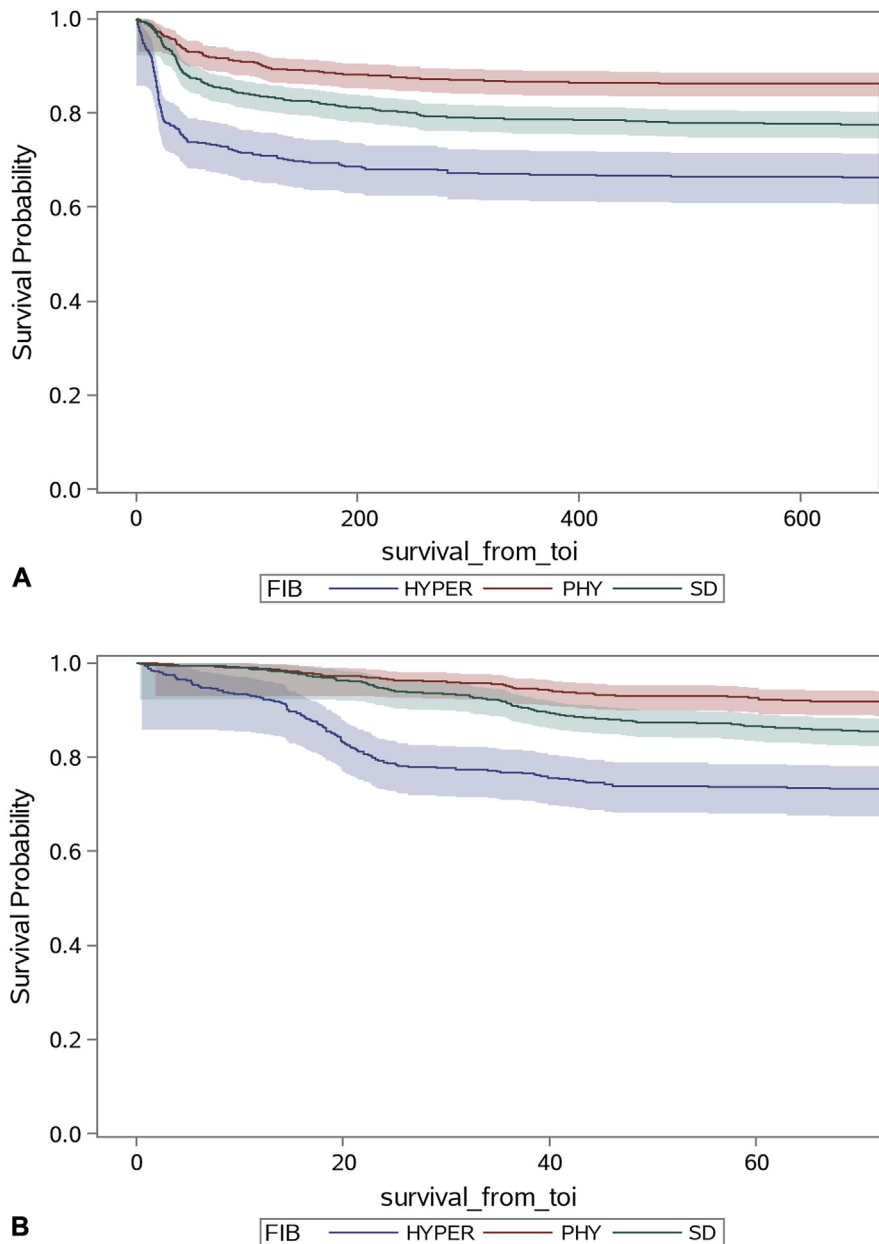 1.0
0.8
0.6
0.4
0.2
0.0
Survival Probability
0 200 400 600
survival_from_toi
A
FIB HYPER PHY SD
1.0
0.8
0.6
0.4
0.2
0.0
Survival Probability
0 20 40 60
survival_from_toi
B
FIB HYPER PHY SD